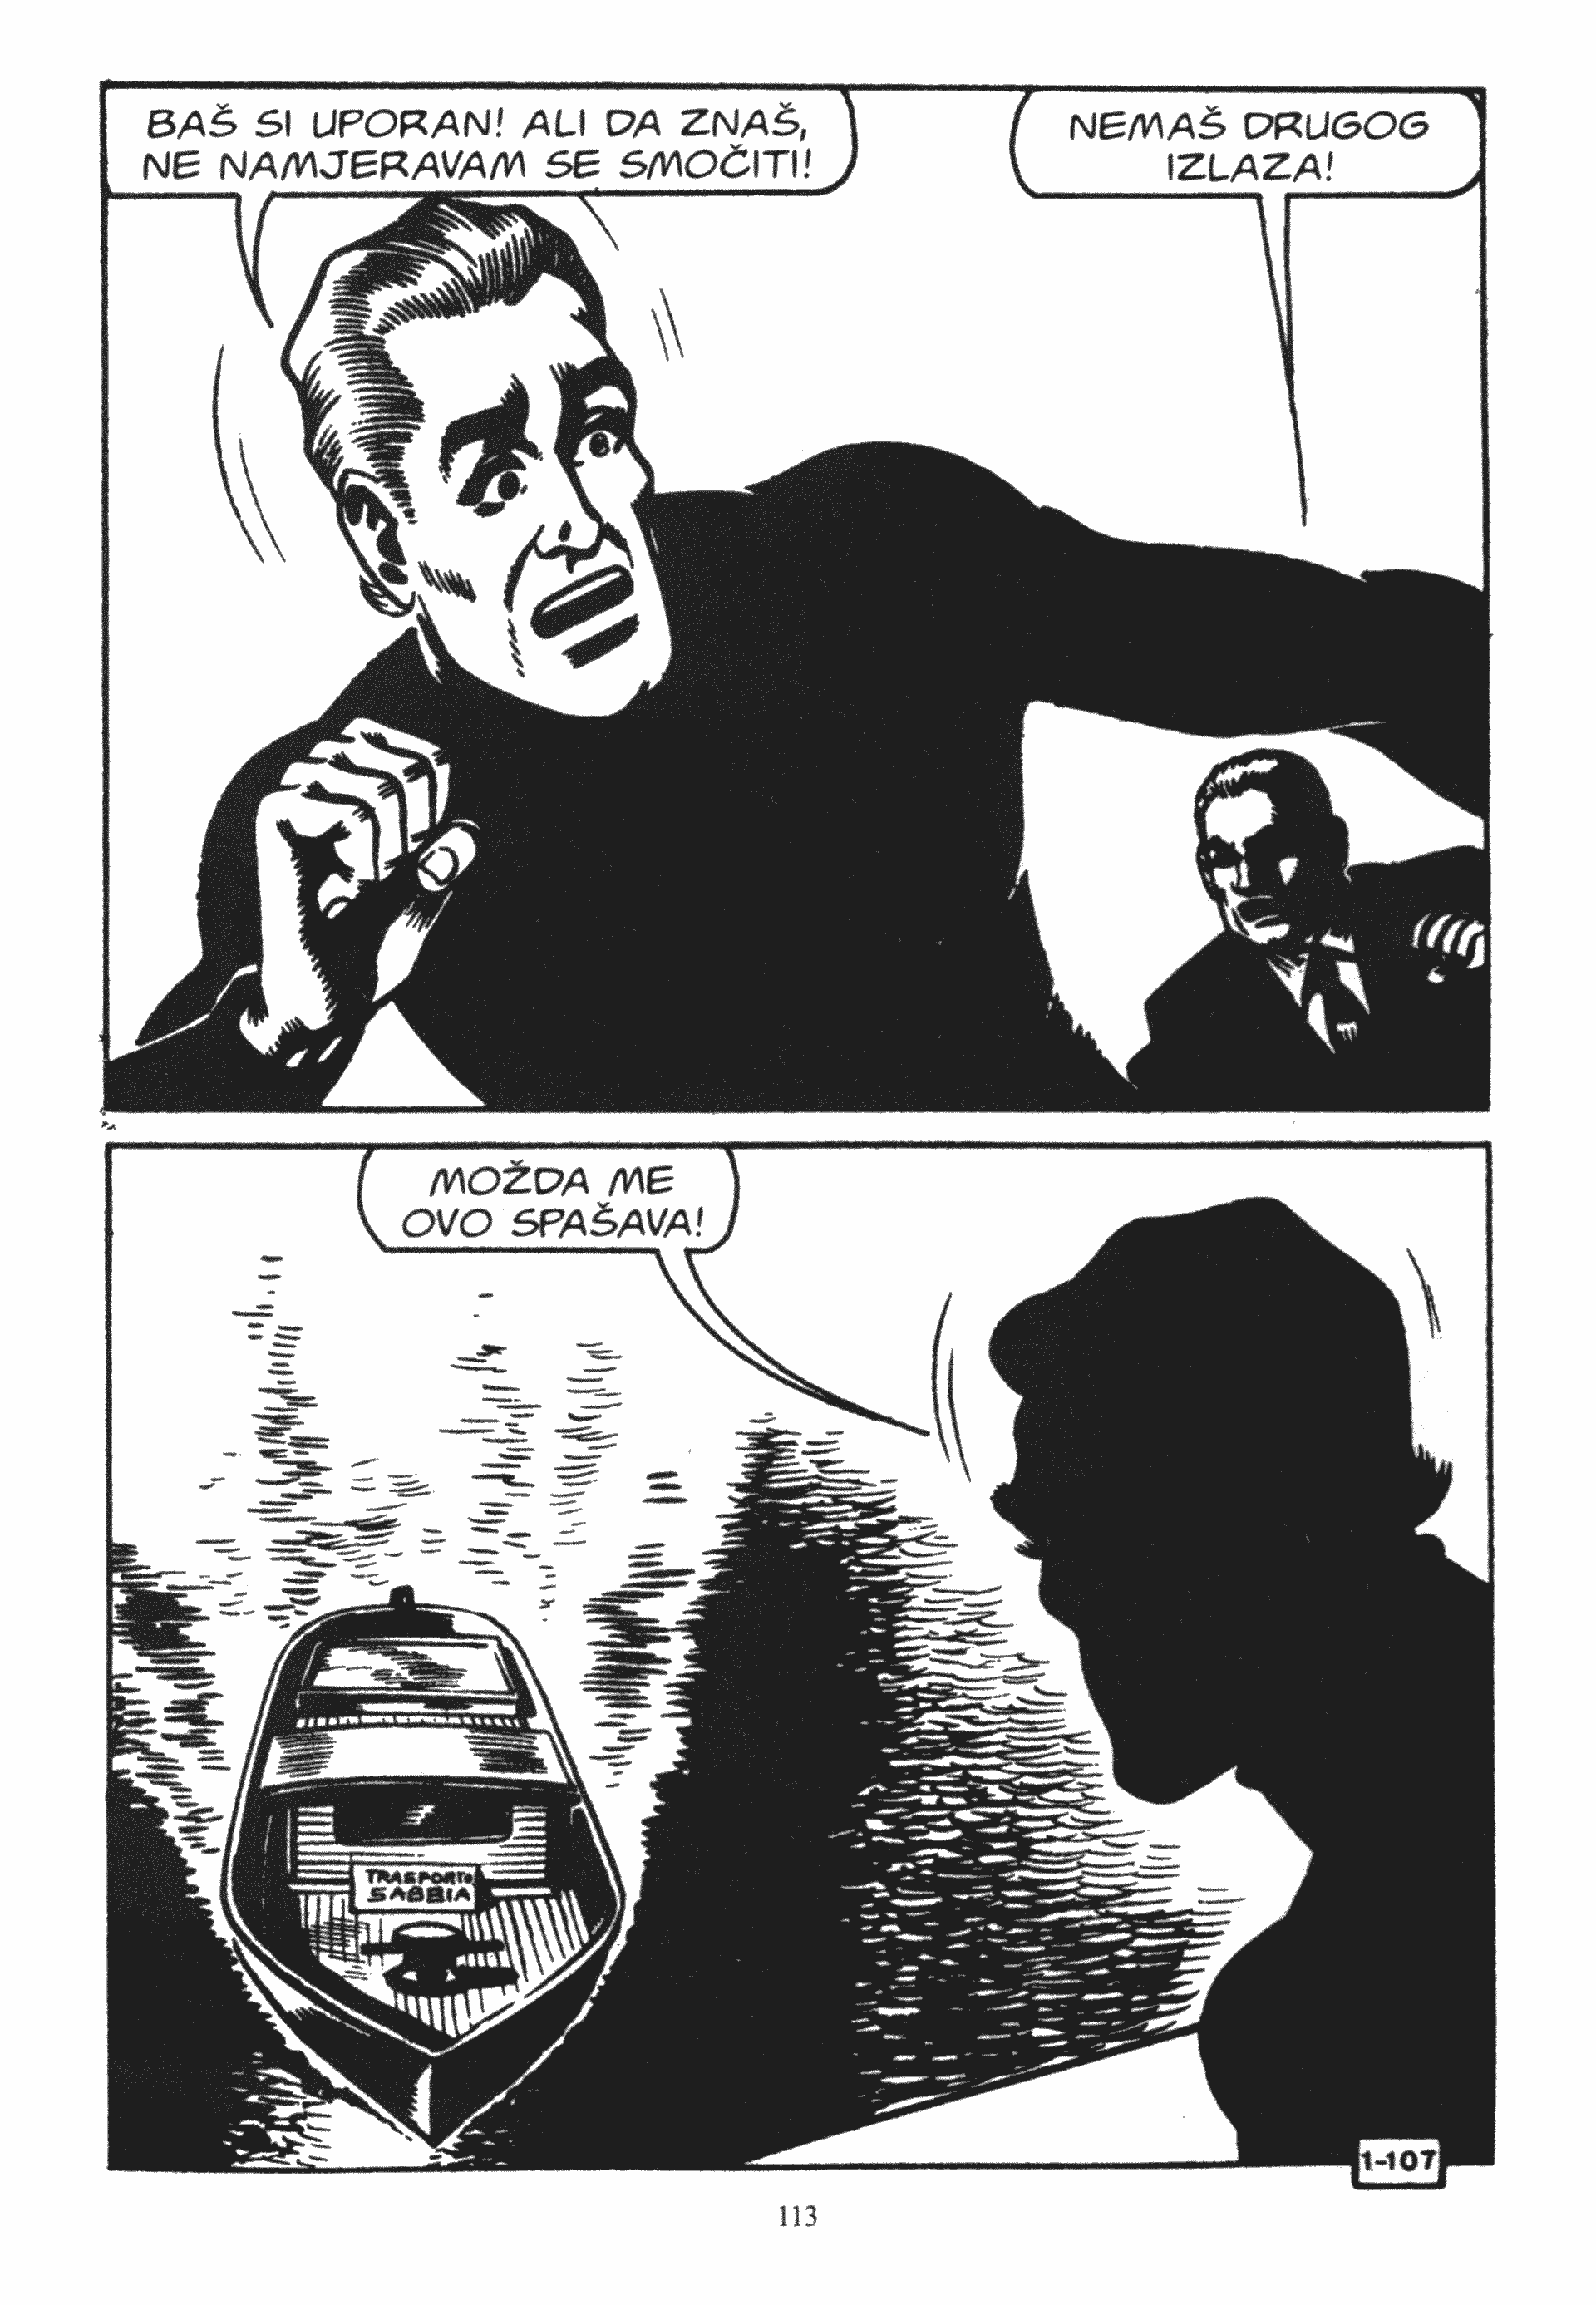 BAŠ SI UPORAN! ALI DA ZNAŠ,
NE NAMJERAVAM SE SMOČITI!
NEMAŠ DRUGOG
IZLAZA!
MOŽDA ME
OVO SPAŠAVA!
TRASPORTO
SABBIA
1-107
113